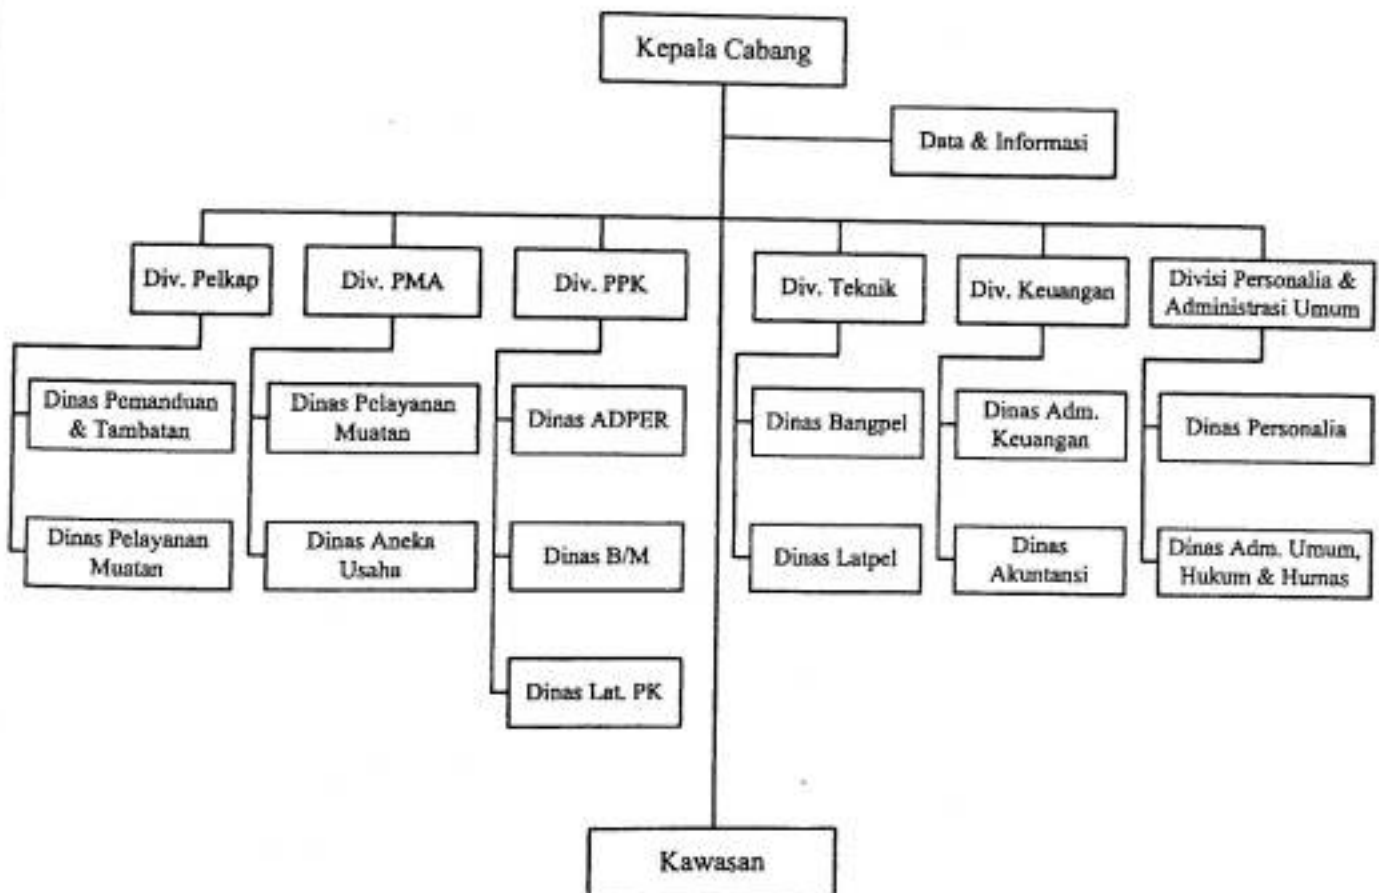 Kepala Cabang
Data & Informasi
Div. Pelkap
Div. PMA
Div. PPK
Div. Teknik
Div. Keuangan
Divisi Personalia &
Administrasi Umum
Dinas Pemanduan
& Tambatan
Dinas Pelayanan
Muatan
Dinas ADPER
Dinas Bangpel
Dinas Adm.
Keuangan
Dinas Personalia
Dinas Pelayanan
Muatan
Dinas Aneka
Usaha
Dinas B/M
Dinas Latpel
Dinas
Akuntansi
Dinas Adm. Umum,
Hukum & Humas
Dinas Lat. PK
Kawasan